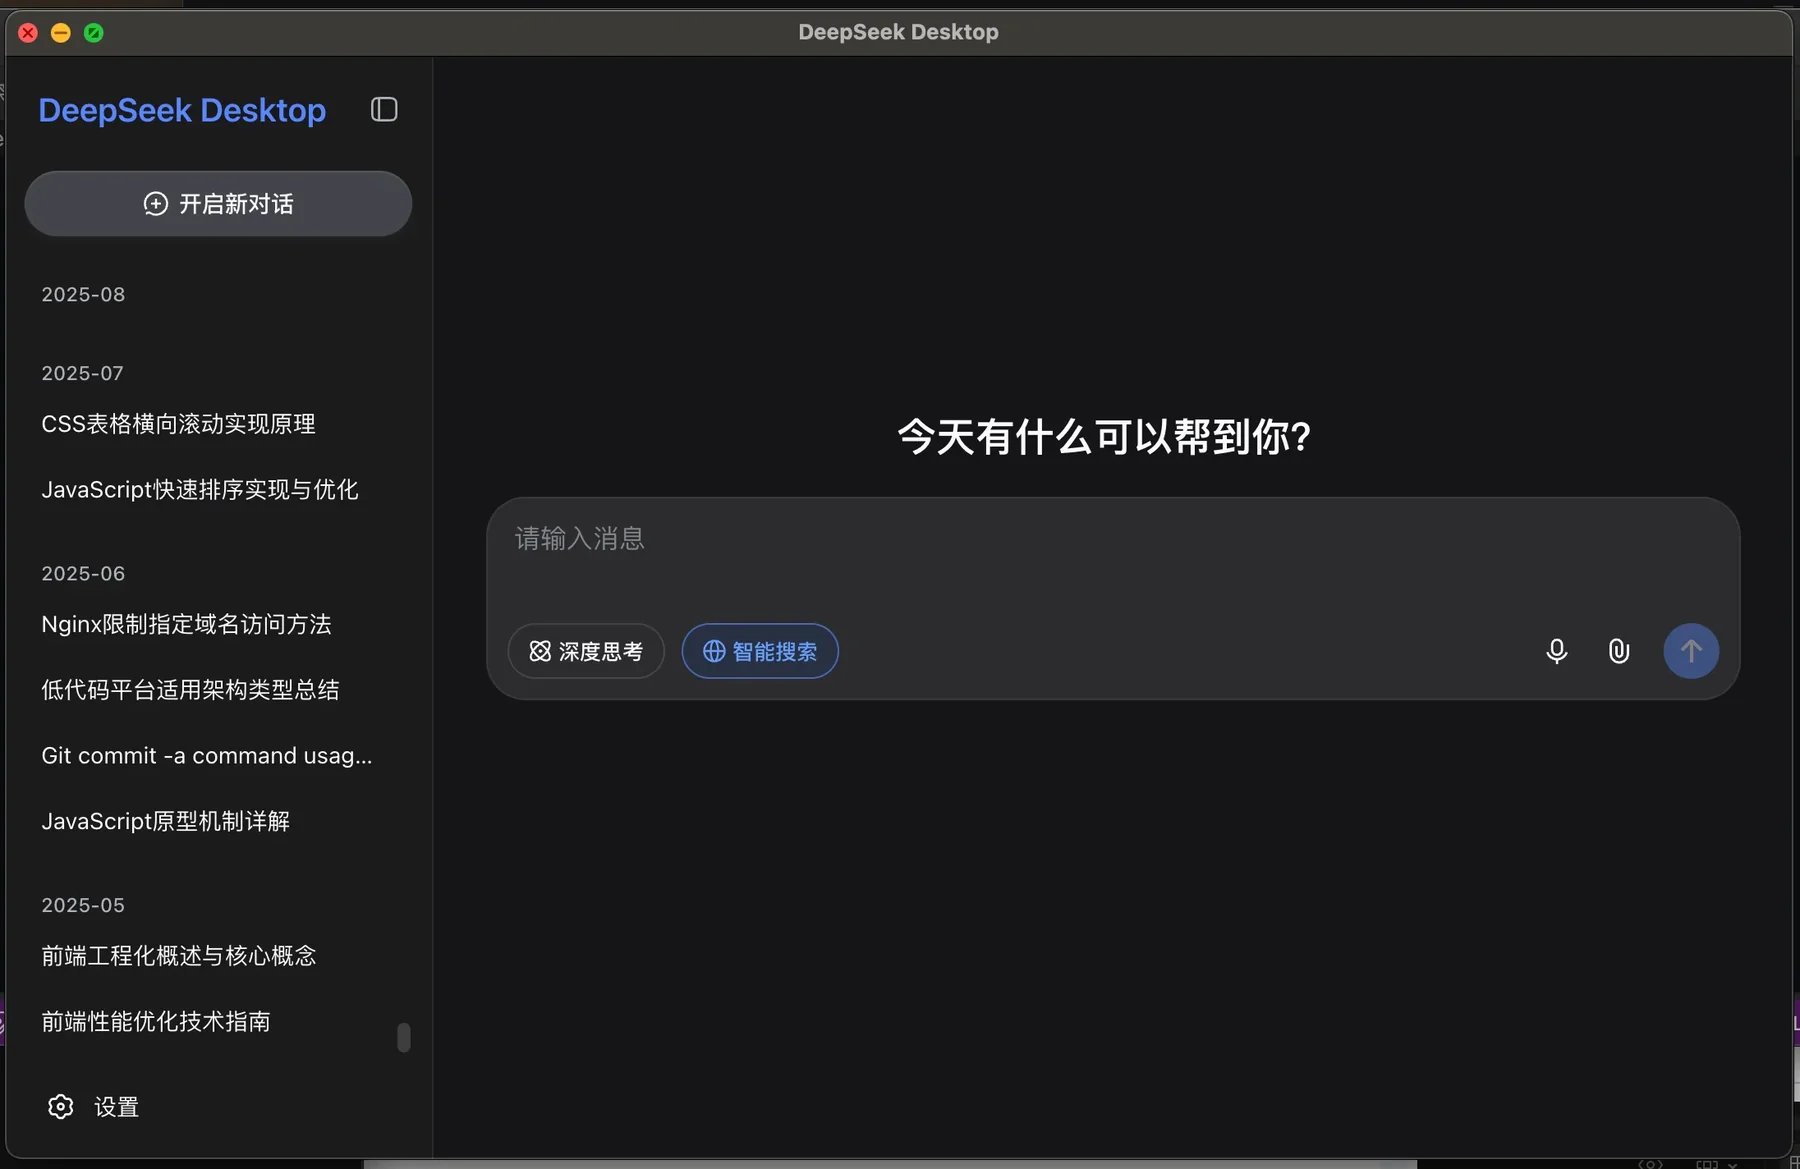 DeepSeek Desktop
DeepSeek Desktop
开启新对话
2025-08
2025-07
CSS表格横向滚动实现原理
JavaScript快速排序实现与优化
2025-06
Nginx限制指定域名访问方法
低代码平台适用架构类型总结
Git commit -a command usag...
JavaScript原型机制详解
2025-05
前端工程化概述与核心概念
前端性能优化技术指南
设置
今天有什么可以帮到你?
请输入消息
深度思考
智能搜索